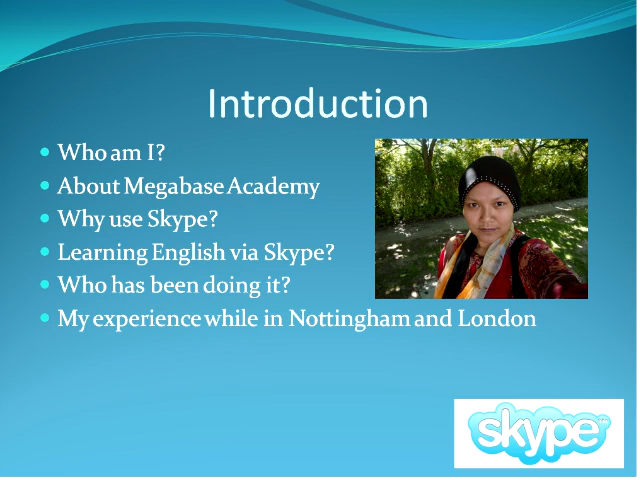 Introduction
Who am I?
About Megabase Academy
Why use Skype?
Learning English via Skype?
Who has been doing it?
My experience while in Nottingham and London
skype™